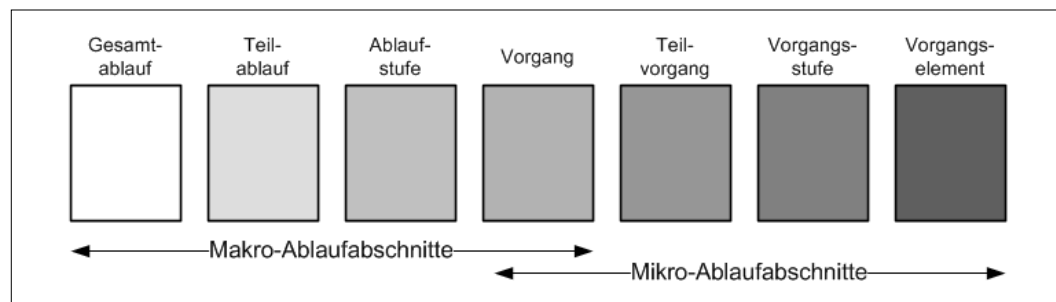 Gesamt-
ablauf
Teil-
ablauf
Ablauf-
stufe
Vorgang
Teil-
vorgang
Vorgangs-
stufe
Vorgangs-
element
Makro-Ablaufabschnitte
Mikro-Ablaufabschnitte